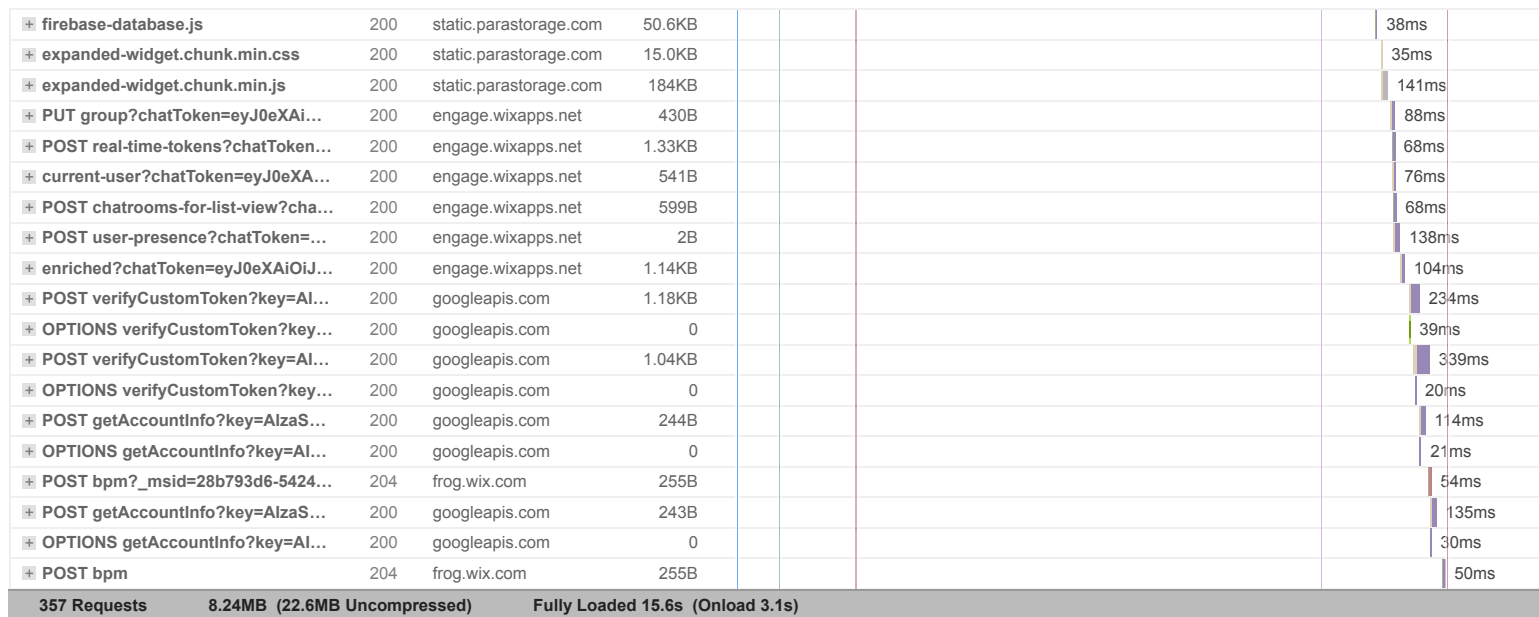 firebase-database.js 200 static.parastorage.com 50.6KB 38ms
expanded-widget.chunk.min.css 200 static.parastorage.com 15.0KB 35ms
expanded-widget.chunk.min.js 200 static.parastorage.com 184KB 141ms
PUT group?chatToken=eyJ0eXAi... 200 engage.wixapps.net 430B 88ms
POST real-time-tokens?chatToken... 200 engage.wixapps.net 1.33KB 68ms
current-user?chatToken=eyJ0eXA... 200 engage.wixapps.net 541B 76ms
POST chatrooms-for-list-view?cha... 200 engage.wixapps.net 599B 68ms
POST user-presence?chatToken=... 200 engage.wixapps.net 2B 138ms
enriched?chatToken=eyJ0eXAiOiJ... 200 engage.wixapps.net 1.14KB 104ms
POST verifyCustomToken?key=AI... 200 googleapis.com 1.18KB 234ms
OPTIONS verifyCustomToken?key... 200 googleapis.com 0 39ms
POST verifyCustomToken?key=AI... 200 googleapis.com 1.04KB 339ms
OPTIONS verifyCustomToken?key... 200 googleapis.com 0 20ms
POST getAccountInfo?key=AIzaS... 200 googleapis.com 244B 114ms
OPTIONS getAccountInfo?key=AI... 200 googleapis.com 0 21ms
POST bpm?_msid=28b793d6-5424... 204 frog.wix.com 255B 54ms
POST getAccountInfo?key=AIzaS... 200 googleapis.com 243B 135ms
OPTIONS getAccountInfo?key=AI... 200 googleapis.com 0 30ms
POST bpm 204 frog.wix.com 255B 50ms
357 Requests 8.24MB (22.6MB Uncompressed) Fully Loaded 15.6s (Onload 3.1s)